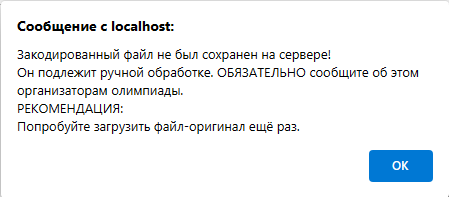 Сообщение с localhost:
Закодированный файл не был сохранен на сервере!
Он подлежит ручной обработке. ОБЯЗАТЕЛЬНО сообщите об этом
организаторам олимпиады.
РЕКОМЕНДАЦИЯ:
Попробуйте загрузить файл-оригинал ещё раз.
ОК